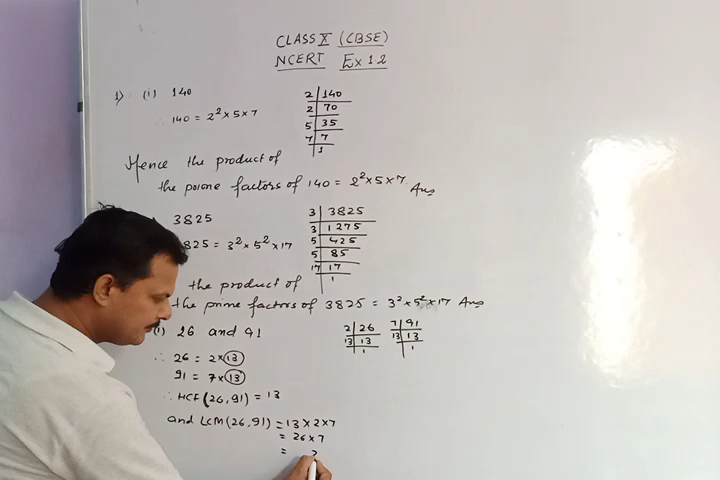 CLASS X (CBSE)
NCERT Ex 1.2
1) (i) 140
∴ 140 = 2² × 5 × 7
2 | 140
2 | 70
5 | 35
7 | 7
1
Hence the product of
the prime factors of 140 = 2² × 5 × 7 Ans
3825
825 = 3² × 5² × 17
3 | 3825
3 | 1275
5 | 425
5 | 85
17 | 17
1
the product of
the prime factors of 3825 = 3² × 5² × 17 Ans
(i) 26 and 91
2 | 26
13 | 13
1
7 | 91
13 | 13
1
∴ 26 = 2 × 13
91 = 7 × 13
∴ HCF (26, 91) = 13
and LCM (26, 91) = 13 × 2 × 7
= 26 × 7
=